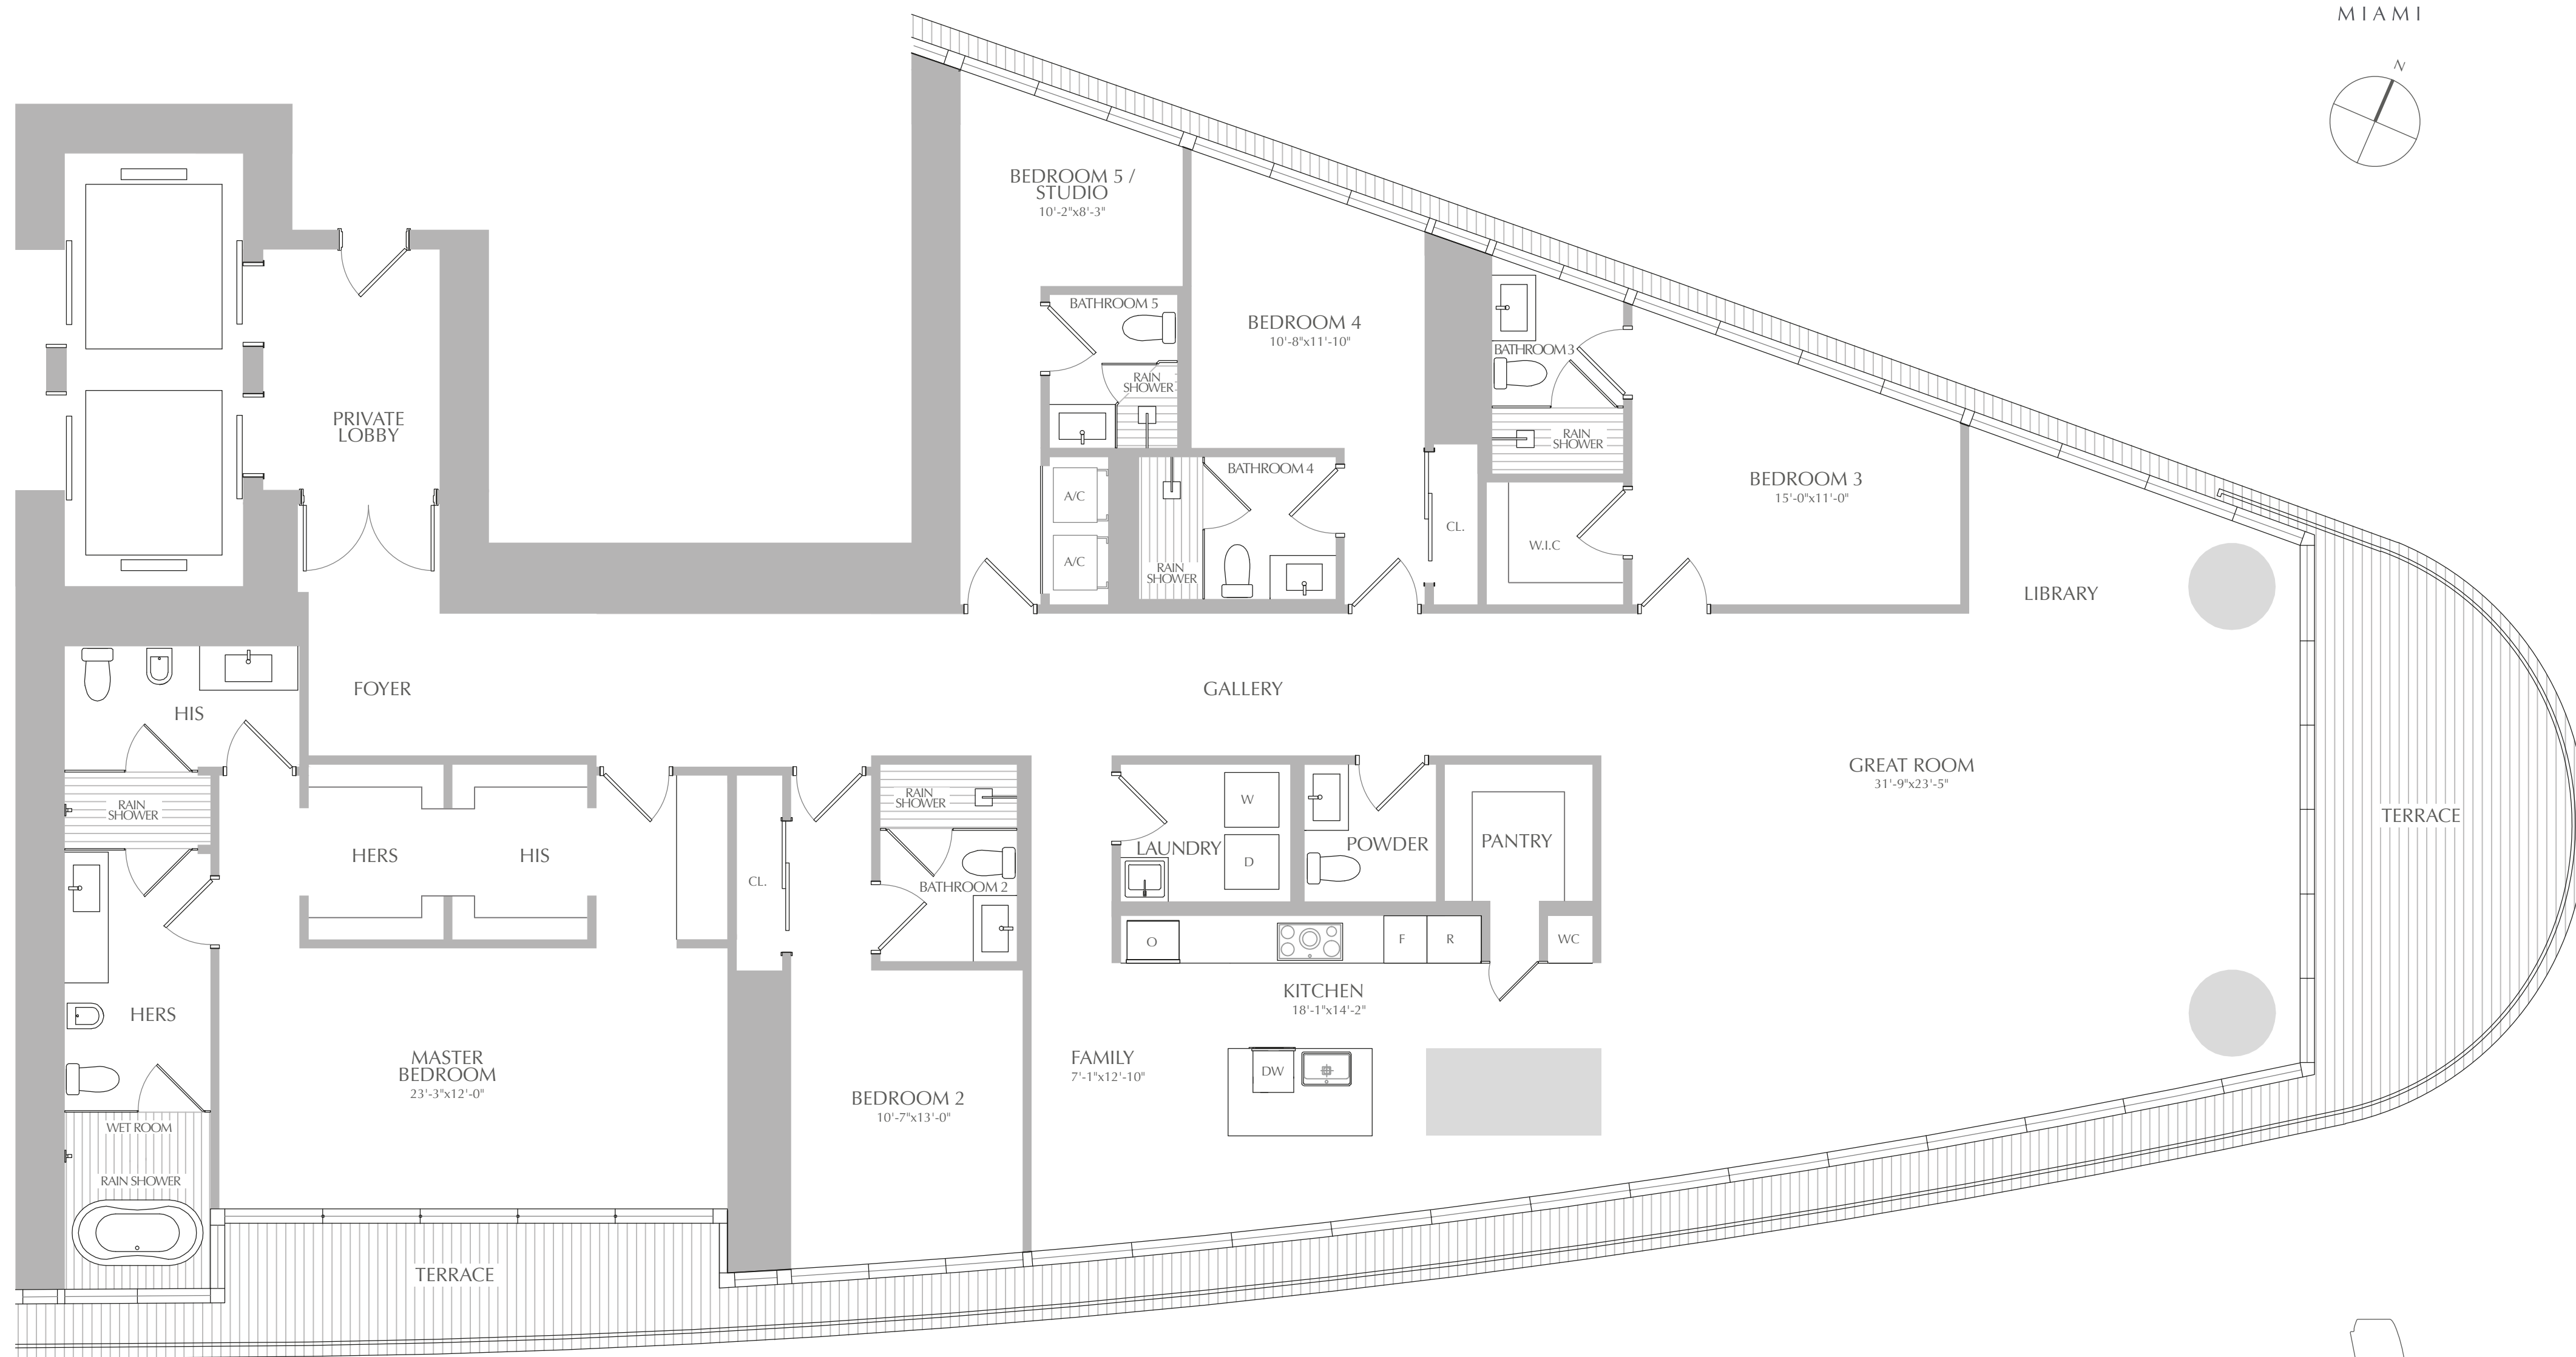 MIAMI
N
BEDROOM 5 /
STUDIO
10'-2"x8'-3"
BATHROOM 5
RAIN
SHOWER
BEDROOM 4
10'-8"x11'-10"
BATHROOM 3
RAIN
SHOWER
PRIVATE
LOBBY
A/C
A/C
BATHROOM 4
RAIN
SHOWER
CL.
W.I.C
BEDROOM 3
15'-0"x11'-0"
LIBRARY
FOYER
GALLERY
HIS
RAIN
SHOWER
HERS
HIS
CL.
RAIN
SHOWER
BATHROOM 2
LAUNDRY
W
D
POWDER
PANTRY
GREAT ROOM
31'-9"x23'-5"
TERRACE
O
F
R
WC
KITCHEN
18'-1"x14'-2"
HERS
MASTER
BEDROOM
23'-3"x12'-0"
BEDROOM 2
10'-7"x13'-0"
FAMILY
7'-1"x12'-10"
DW
WET ROOM
RAIN SHOWER
TERRACE